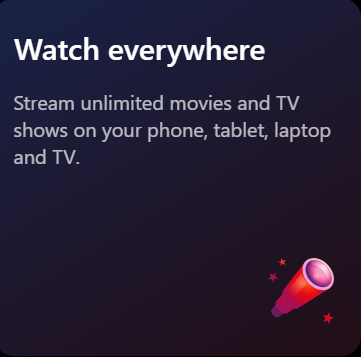 Watch everywhere
Stream unlimited movies and TV
shows on your phone, tablet, laptop
and TV.